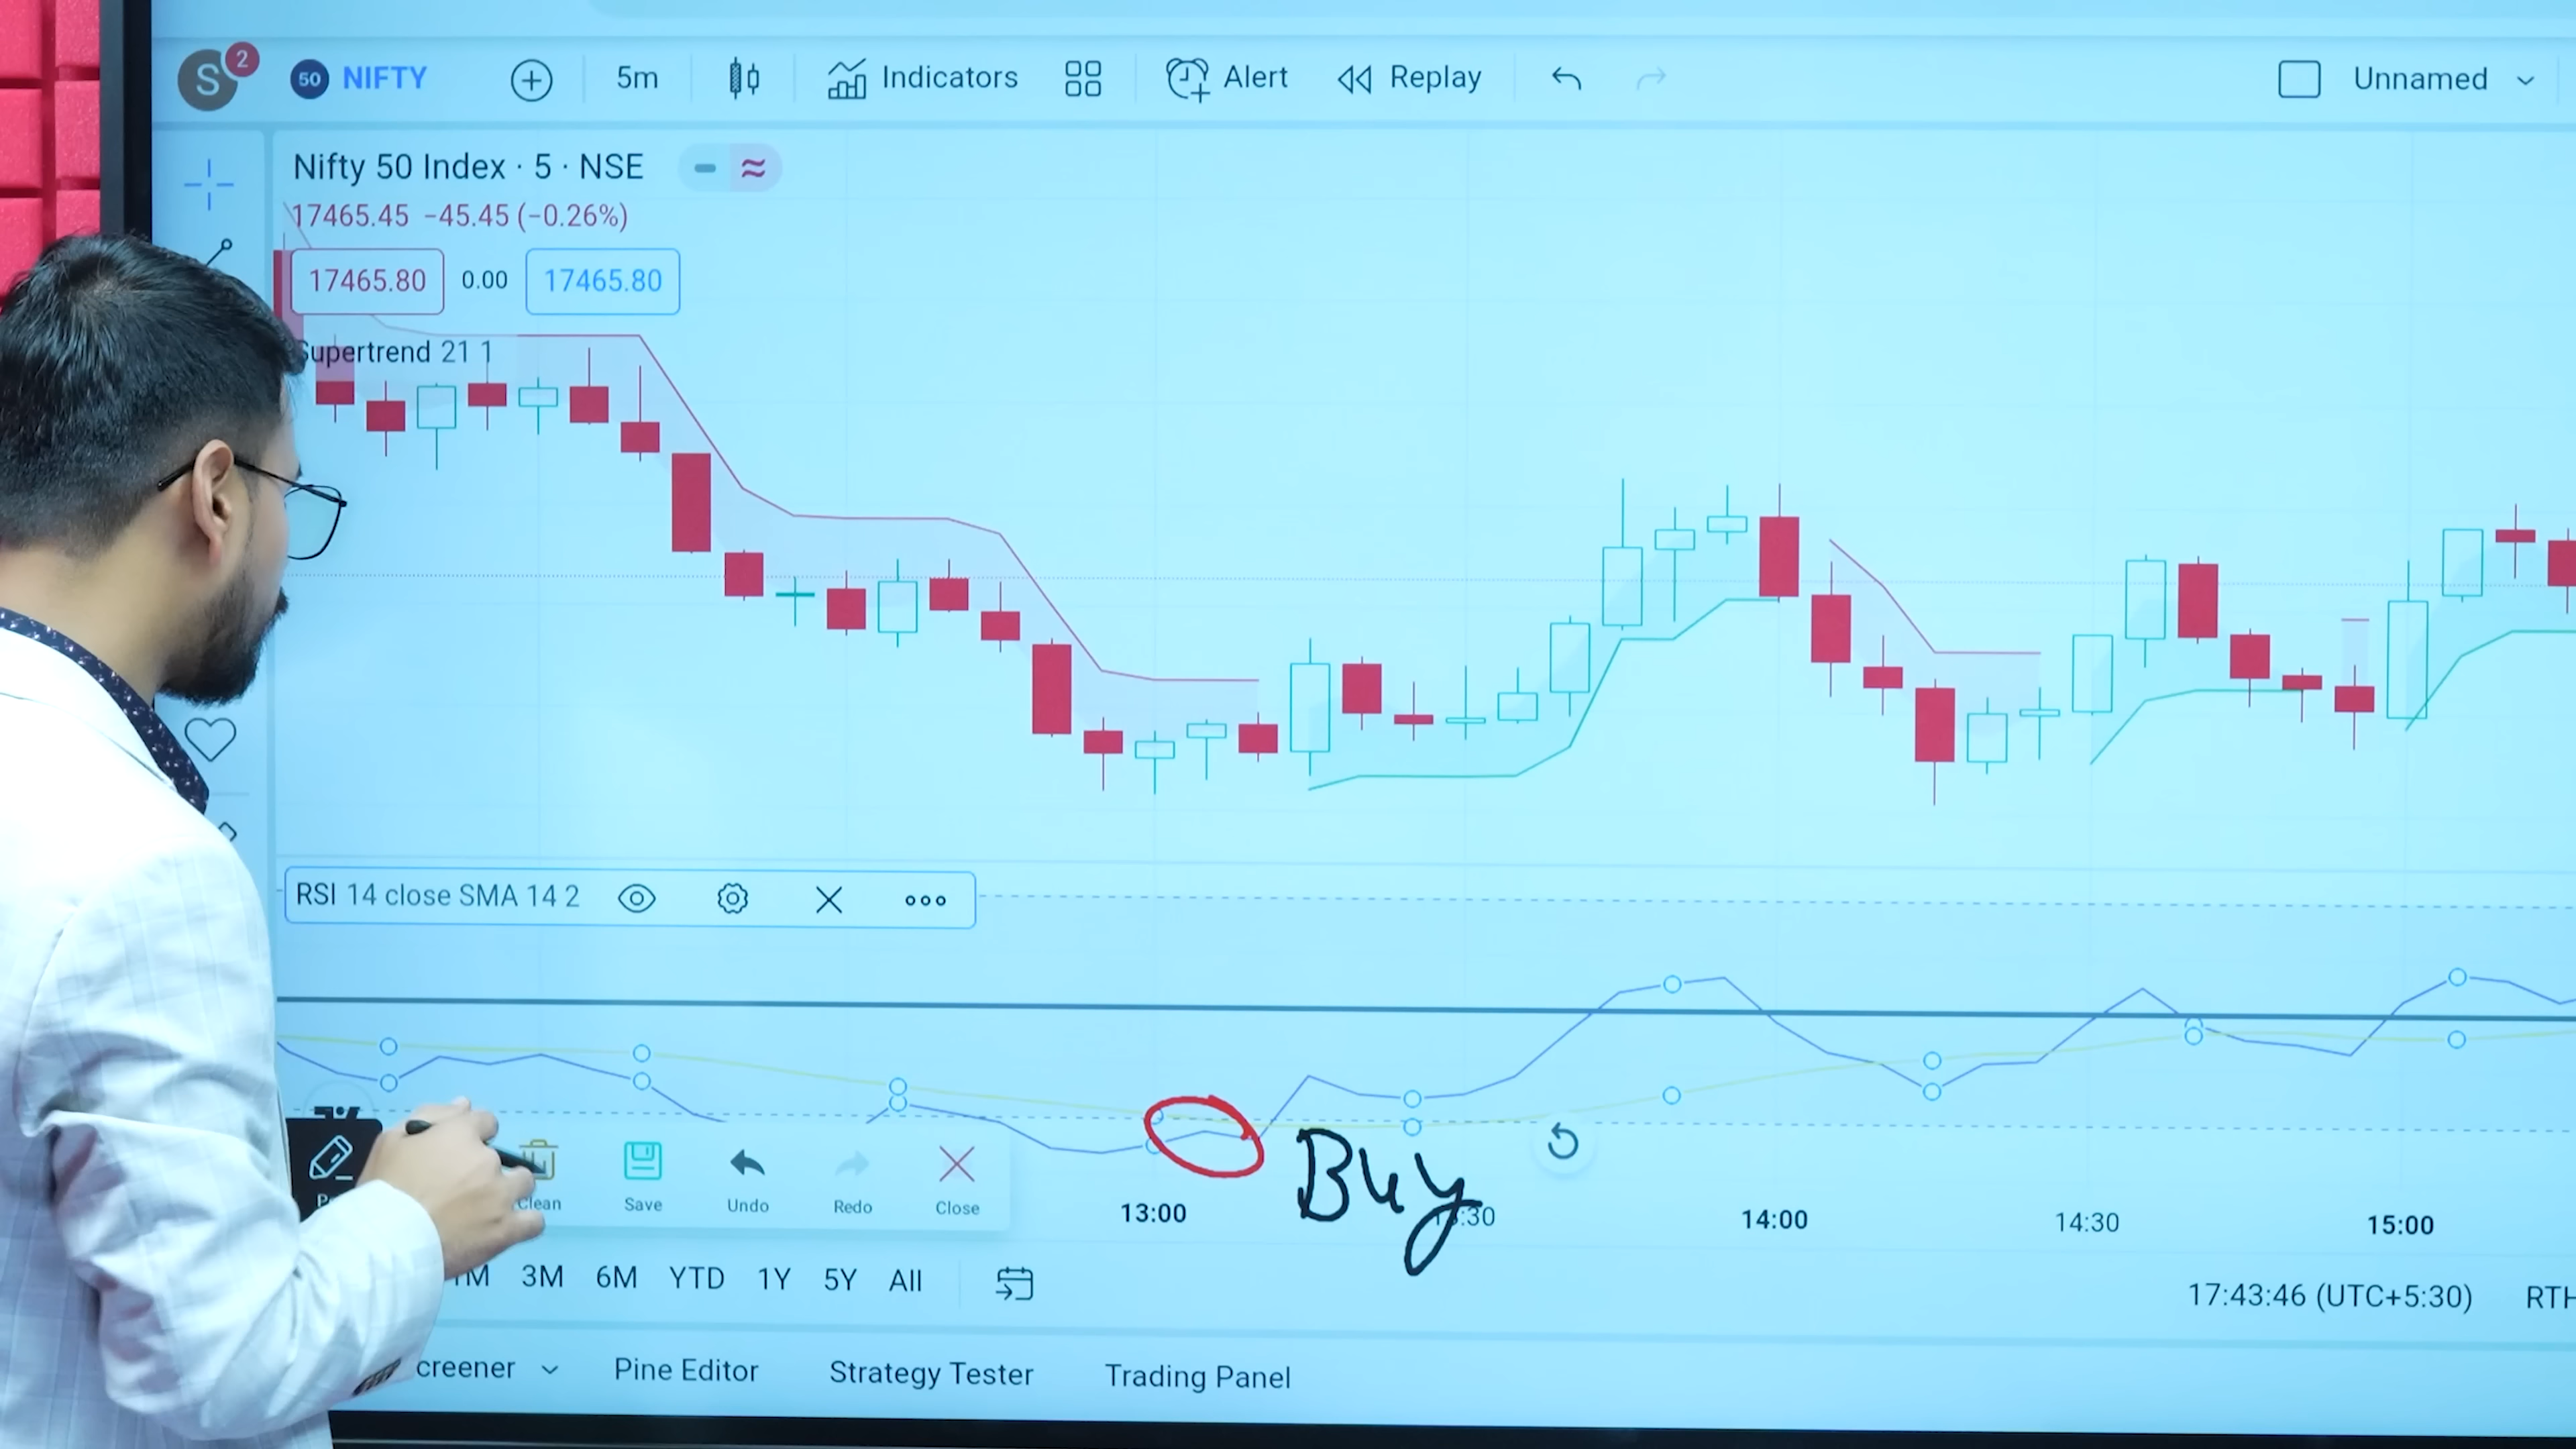 S 2 50 NIFTY 5m Indicators Alert Replay Unnamed
Nifty 50 Index · 5 · NSE
17465.45 −45.45 (−0.26%)
17465.80 0.00 17465.80
Supertrend 21 1
RSI 14 close SMA 14 2
Buy
Clean Save Undo Redo Close
13:00 14:00 14:30 15:00
1M 3M 6M YTD 1Y 5Y All
17:43:46 (UTC+5:30) RTH
creener Pine Editor Strategy Tester Trading Panel